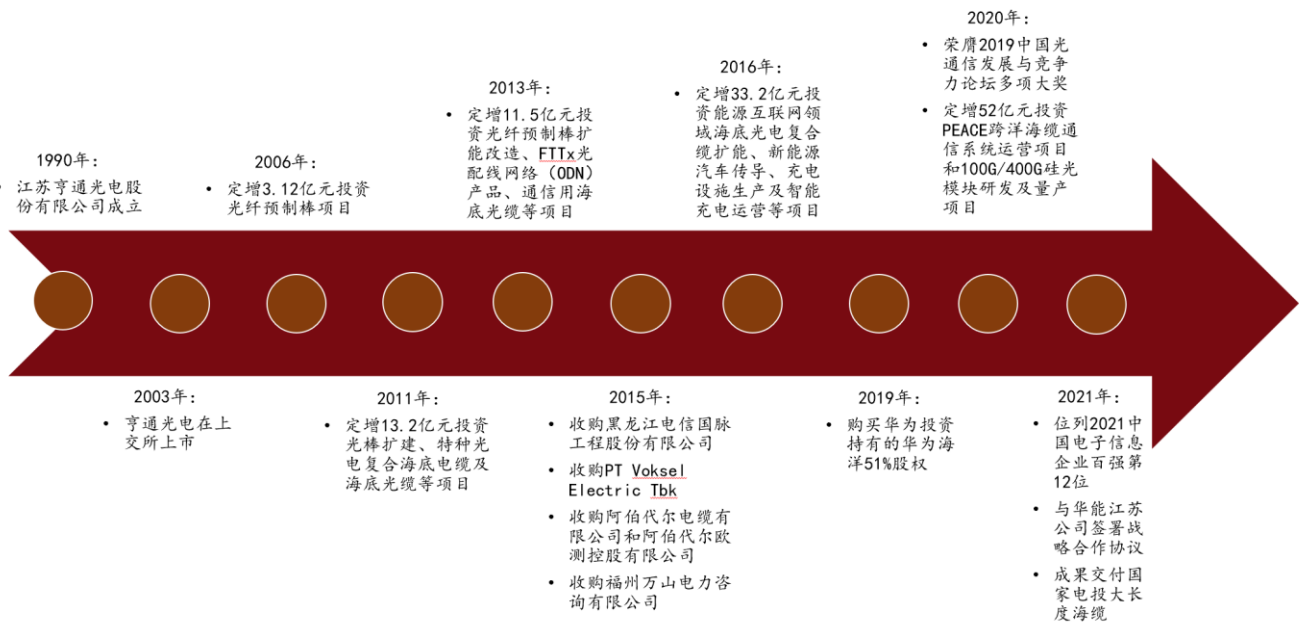 1990年：
• 江苏亨通光电股
份有限公司成立
2003年：
• 亨通光电在上
交所上市
2006年：
• 定增3.12亿元投资
光纤预制棒项目
2011年：
• 定增13.2亿元投资
光棒扩建、特种光
电复合海底电缆及
海底光缆等项目
2013年：
• 定增11.5亿元投
资光纤预制棒扩
能改造、FTTx光
配线网络（ODN）
产品、通信用海
底光缆等项目
2015年：
• 收购黑龙江电信国脉
工程股份有限公司
• 收购PT Voksel
Electric Tbk
• 收购阿伯代尔电缆有
限公司和阿伯代尔欧
测控股有限公司
• 收购福州万山电力咨
询有限公司
2016年：
• 定增33.2亿元投
资能源互联网领
域海底光电复合
缆扩能、新能源
汽车传导、充电
设施生产及智能
充电运营等项目
2019年：
• 购买华为投资
持有的华为海
洋51%股权
2020年：
• 荣膺2019中国光
通信发展与竞争
力论坛多项大奖
• 定增52亿元投资
PEACE跨洋海缆通
信系统运营项目
和100G/400G硅光
模块研发及量产
项目
2021年：
• 位列2021中
国电子信息
企业百强第
12位
• 与华能江苏
公司签署战
略合作协议
• 成果交付国
家电投大长
度海缆